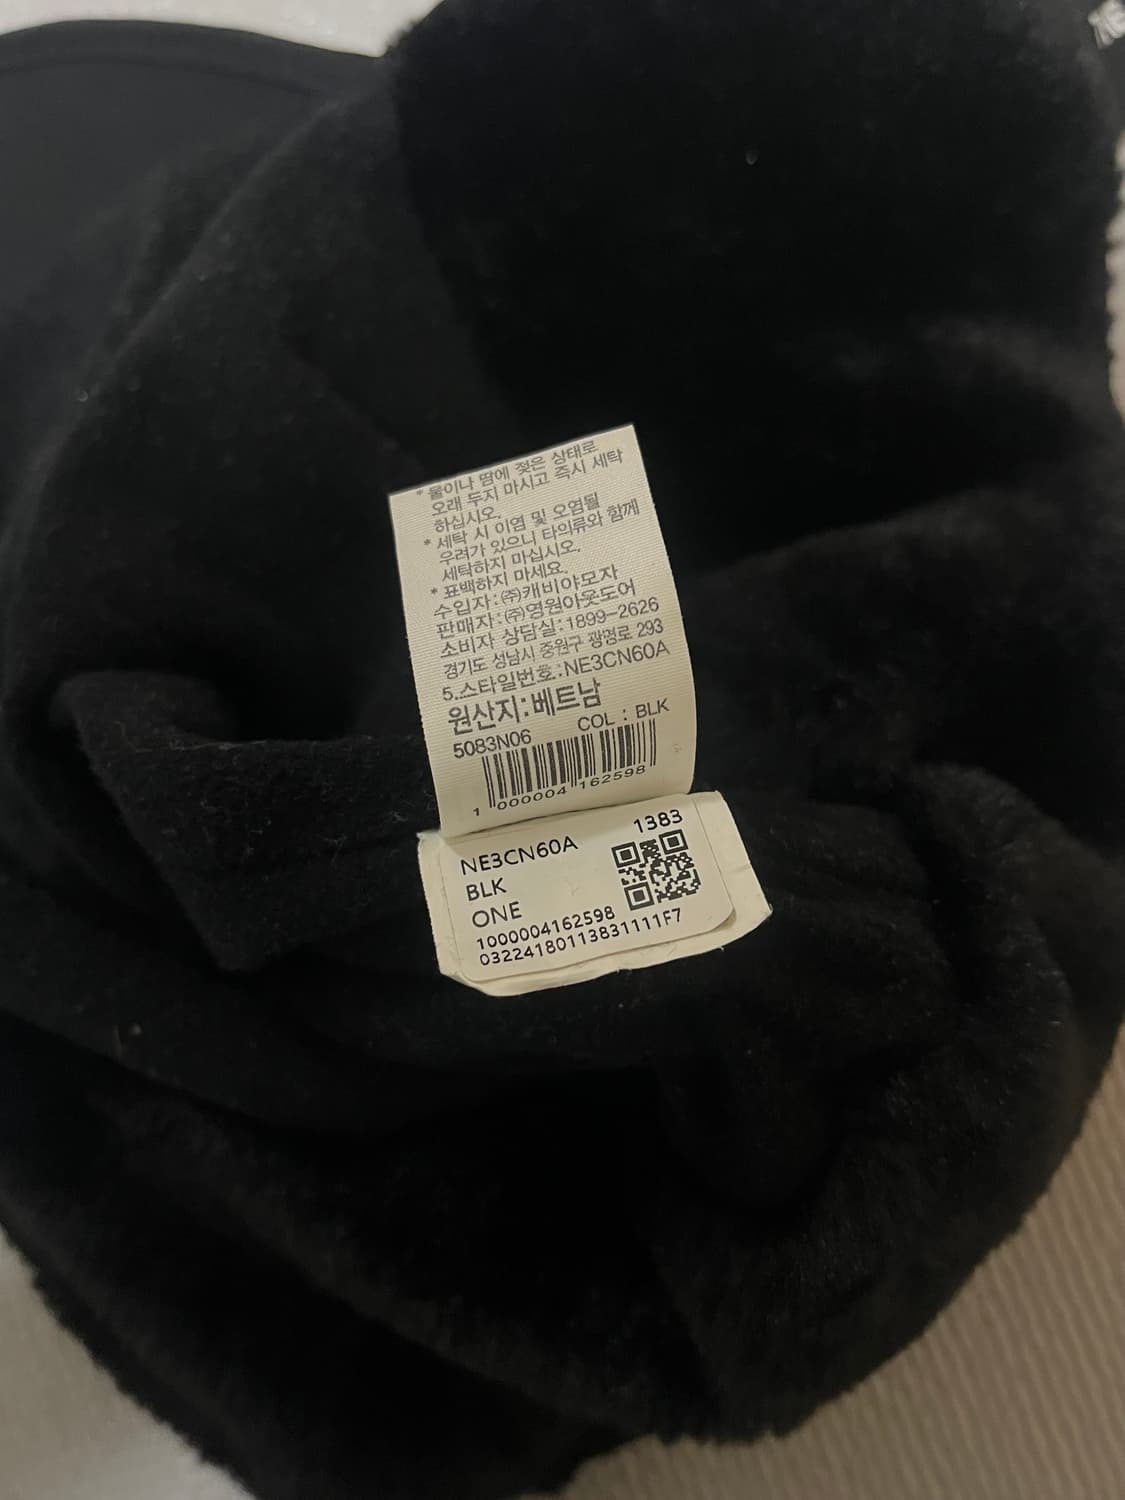 * 물이나 땀에 젖은 상태로
오래 두지 마시고 즉시 세탁
하십시오.
* 세탁 시 이염 및 오염될
우려가 있으니 타의류와 함께
세탁하지 마십시오.
* 표백하지 마세요.
수입자:㈜캐비야모자
판매자:㈜영원아웃도어
소비자 상담실:1899-2626
경기도 성남시 중원구 광명로 293
5.스타일번호:NE3CN60A
원산지:베트남
5083N06 COL : BLK
1 000004 162598
NE3CN60A 1383
BLK
ONE
1000004162598
03224180113831111F7